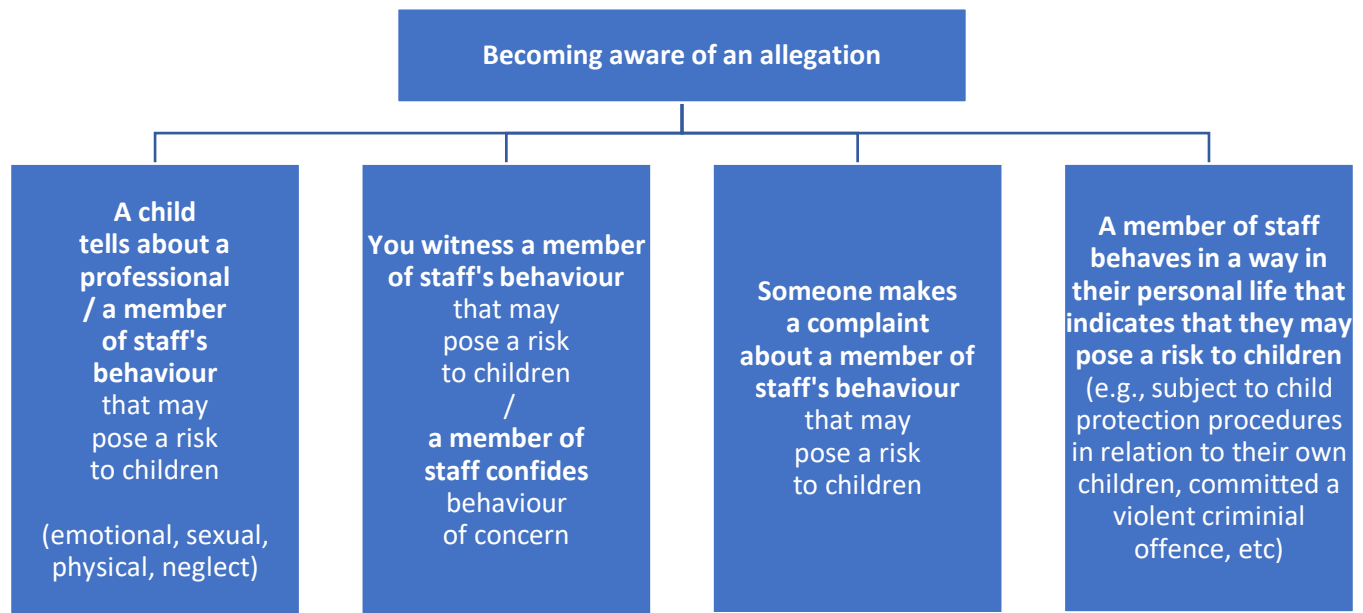 Becoming aware of an allegation
A child
tells about a
professional
/ a member
of staff's
behaviour
that may
pose a risk
to children
(emotional, sexual,
physical, neglect)
You witness a member
of staff's behaviour
that may
pose a risk
to children
/
a member of
staff confides
behaviour
of concern
Someone makes
a complaint
about a member of
staff's behaviour
that may
pose a risk
to children
A member of staff
behaves in a way in
their personal life that
indicates that they may
pose a risk to children
(e.g., subject to child
protection procedures
in relation to their own
children, committed a
violent criminial
offence, etc)